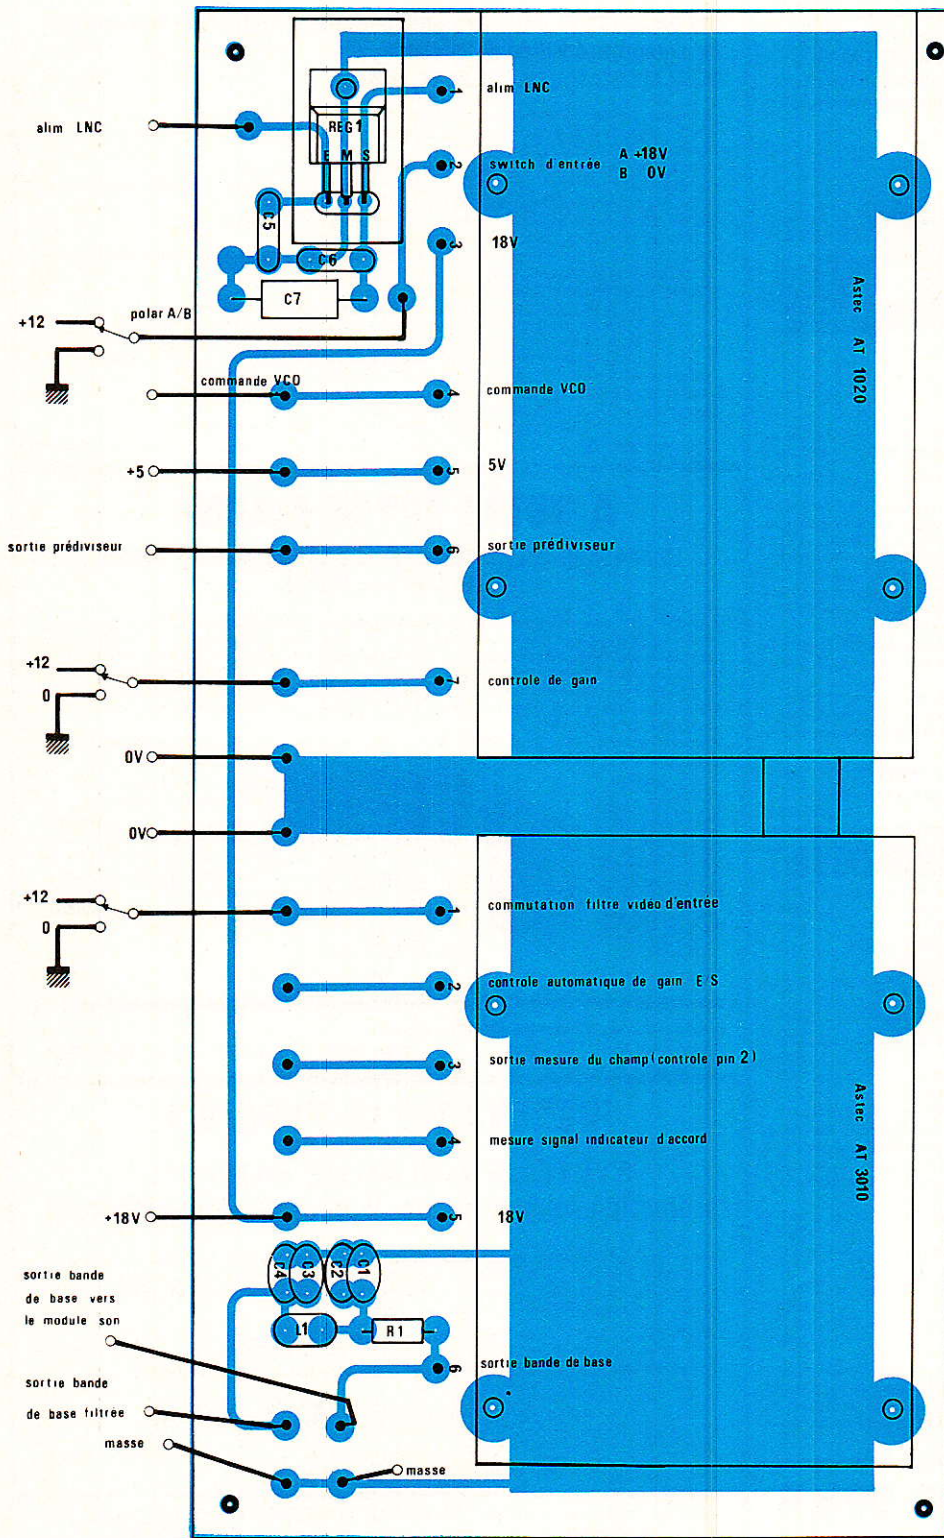 1 alim LNC
alim LNC
REG 1
E M S
2 switch d'entrée A +18V
B 0V
C5
3 18V
C6
C7
Astec AT 1020
polar A/B
+12
commande VCO
4 commande VCO
+5
5 5V
sortie prédiviseur
6 sortie prédiviseur
+12
0
7 controle de gain
0V
0V
+12
0
1 commutation filtre vidéo d'entrée
2 controle automatique de gain E/S
3 sortie mesure du champ (controle pin 2)
Astec AT 3010
4 mesure signal indicateur d'accord
+18V
5 18V
C4 C3 C2 C1
sortie bande
de base vers
le module son
L1
R1
6 sortie bande de base
sortie bande
de base filtrée
masse
masse